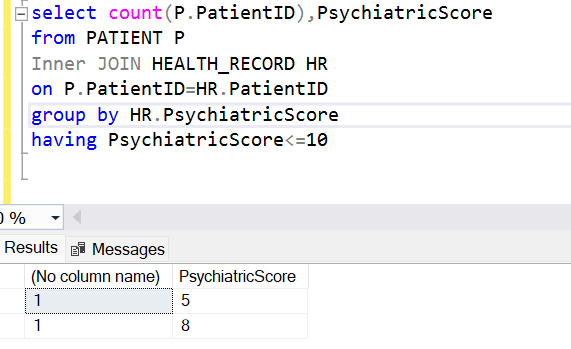 select count(P.PatientID),PsychiatricScore
from PATIENT P
Inner JOIN HEALTH_RECORD HR
on P.PatientID=HR.PatientID
group by HR.PsychiatricScore
having PsychiatricScore<=10
0 %
Results Messages
(No column name) PsychiatricScore
1 5
1 8